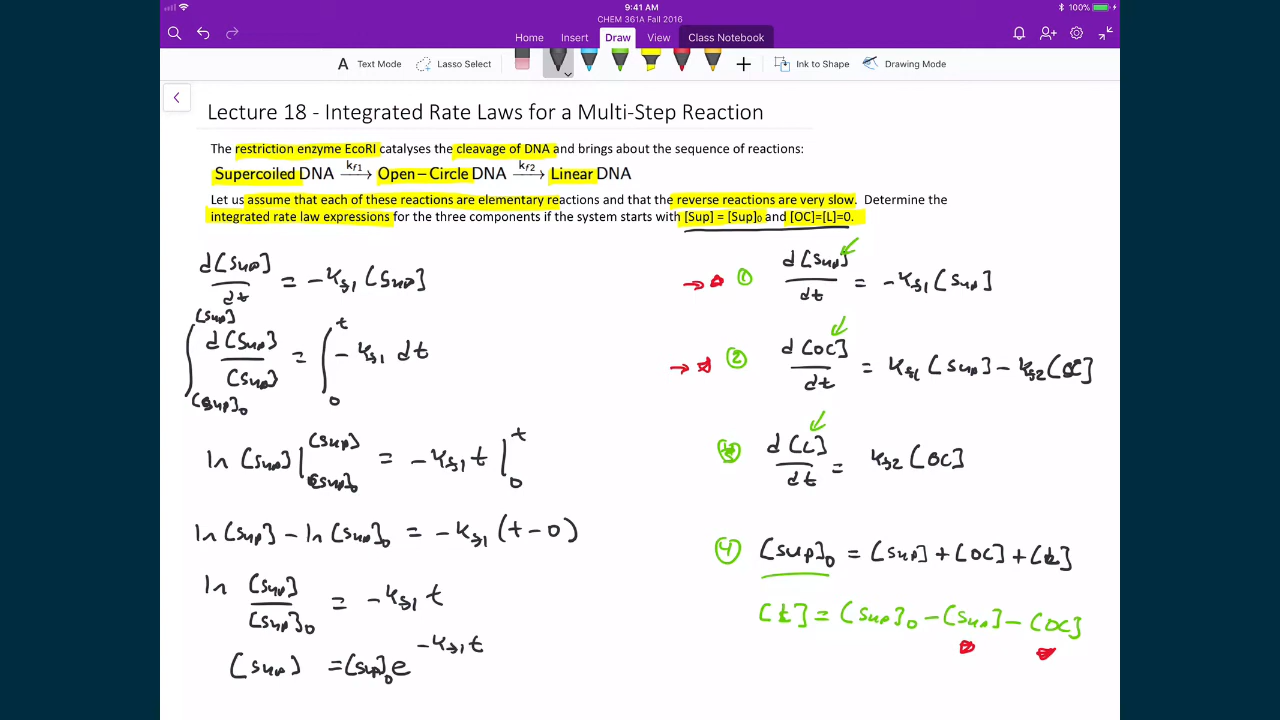 9:41 AM
100%
CHEM 361A Fall 2016
Home Insert Draw View Class Notebook
Text Mode Lasso Select Ink to Shape Drawing Mode
Lecture 18 - Integrated Rate Laws for a Multi-Step Reaction
The restriction enzyme EcoRI catalyses the cleavage of DNA and brings about the sequence of reactions:
Supercoiled DNA —kf1→ Open−Circle DNA —kf2→ Linear DNA
Let us assume that each of these reactions are elementary reactions and that the reverse reactions are very slow. Determine the
integrated rate law expressions for the three components if the system starts with [Sup] = [Sup]₀ and [OC]=[L]=0.
d[Sup]/dt = -kf1 [Sup]
∫_{[Sup]₀}^{[Sup]} d[Sup]/[Sup] = ∫_0^t - kf1 dt
ln [Sup] |_{[Sup]₀}^{[Sup]} = -kf1 t |_0^t
ln [Sup] - ln [Sup]₀ = -kf1 (t - 0)
ln [Sup]/[Sup]₀ = -kf1 t
[Sup] = [Sup]₀ e^{-kf1 t}
→ ① d[Sup]/dt = -kf1 [Sup]
→ ② d[OC]/dt = kf1 [Sup] - kf2 [OC]
d[L]/dt = kf2 [OC]
④ [Sup]₀ = [Sup] + [OC] + [L]
[L] = [Sup]₀ - [Sup] - [OC]